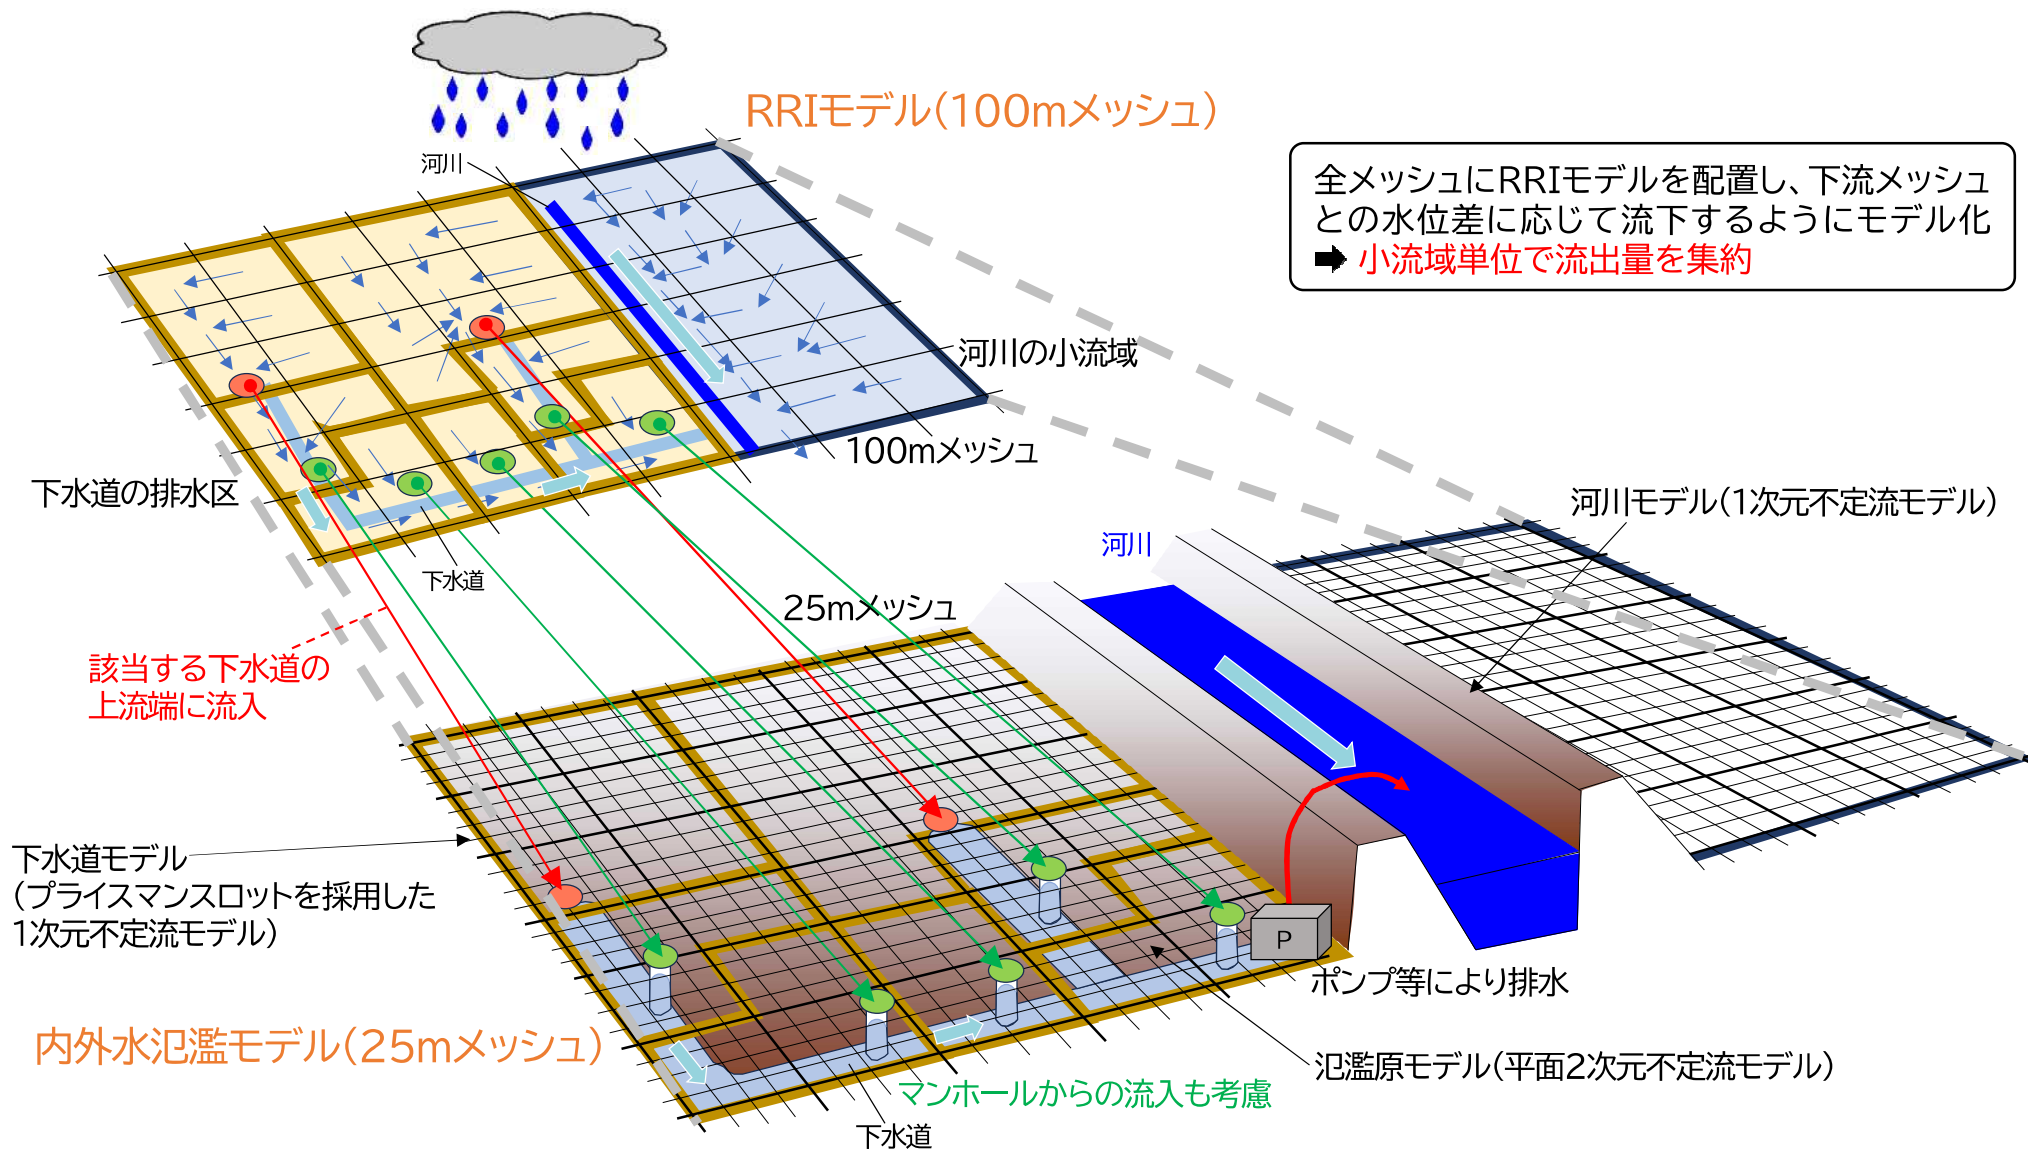 RRIモデル(100mメッシュ)
河川
全メッシュにRRIモデルを配置し、下流メッシュ
との水位差に応じて流下するようにモデル化
➡ 小流域単位で流出量を集約
河川の小流域
100mメッシュ
下水道の排水区
下水道
河川モデル(1次元不定流モデル)
河川
25mメッシュ
該当する下水道の
上流端に流入
下水道モデル
(プライスマンスロットを採用した
1次元不定流モデル)
P
ポンプ等により排水
内外水氾濫モデル(25mメッシュ)
氾濫原モデル(平面2次元不定流モデル)
マンホールからの流入も考慮
下水道